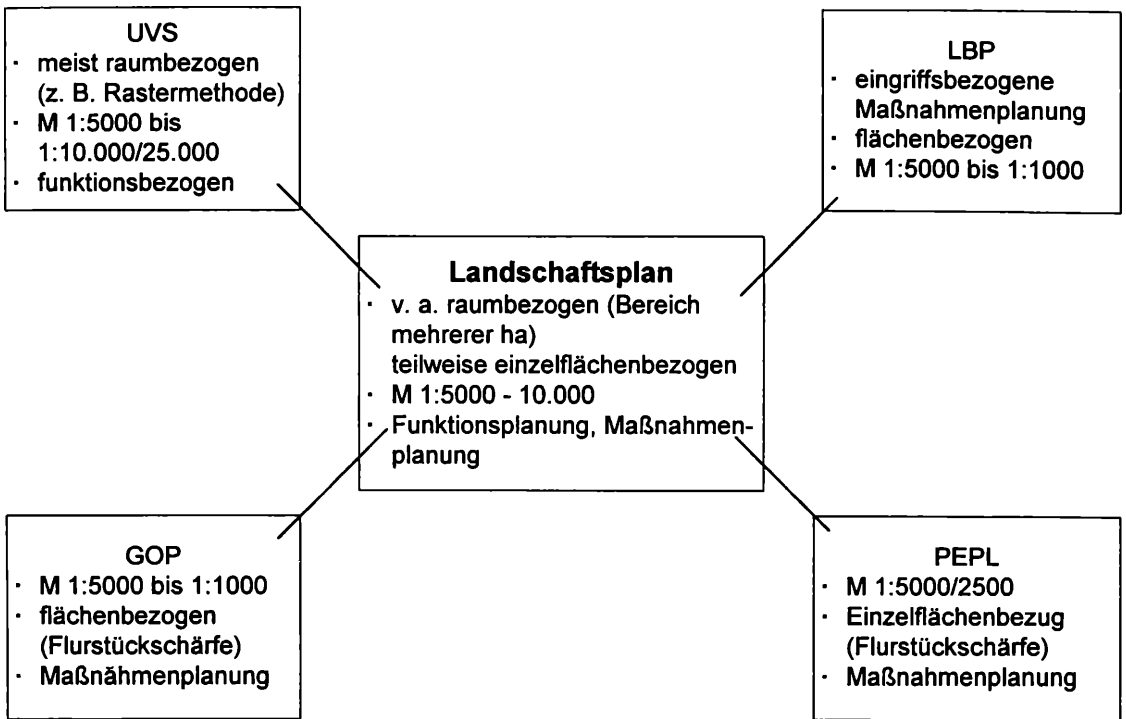 UVS
· meist raumbezogen
(z. B. Rastermethode)
· M 1:5000 bis
1:10.000/25.000
· funktionsbezogen
LBP
· eingriffsbezogene
Maßnahmenplanung
· flächenbezogen
· M 1:5000 bis 1:1000
Landschaftsplan
· v. a. raumbezogen (Bereich
mehrerer ha)
teilweise einzelflächenbezogen
· M 1:5000 - 10.000
· Funktionsplanung, Maßnahmen-
planung
GOP
· M 1:5000 bis 1:1000
· flächenbezogen
(Flurstückschärfe)
· Maßnähmenplanung
PEPL
· M 1:5000/2500
· Einzelflächenbezug
(Flurstückschärfe)
· Maßnahmenplanung